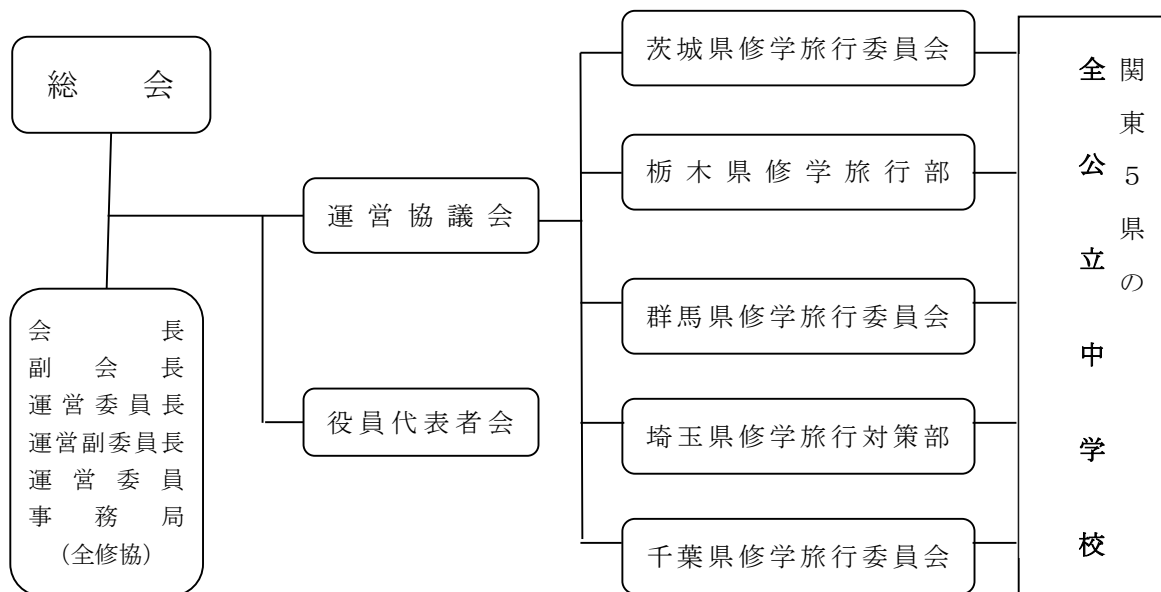 総会
会長
副会長
運営委員長
運営副委員長
運営委員
事務局
(全修協)
運営協議会
役員代表者会
茨城県修学旅行委員会
栃木県修学旅行部
群馬県修学旅行委員会
埼玉県修学旅行対策部
千葉県修学旅行委員会
関東5県の
全公立中学校